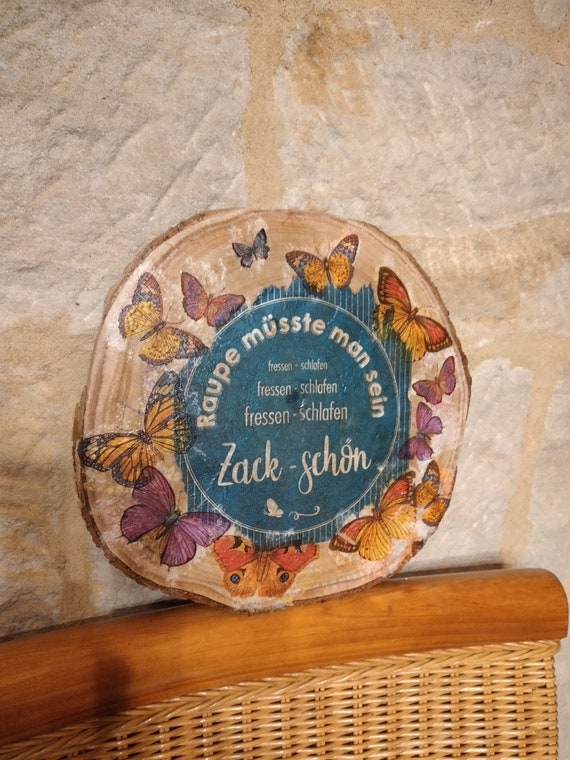 Raupe müsste man sein
fressen - schlafen
fressen - schlafen
fressen - schlafen
Zack - schön